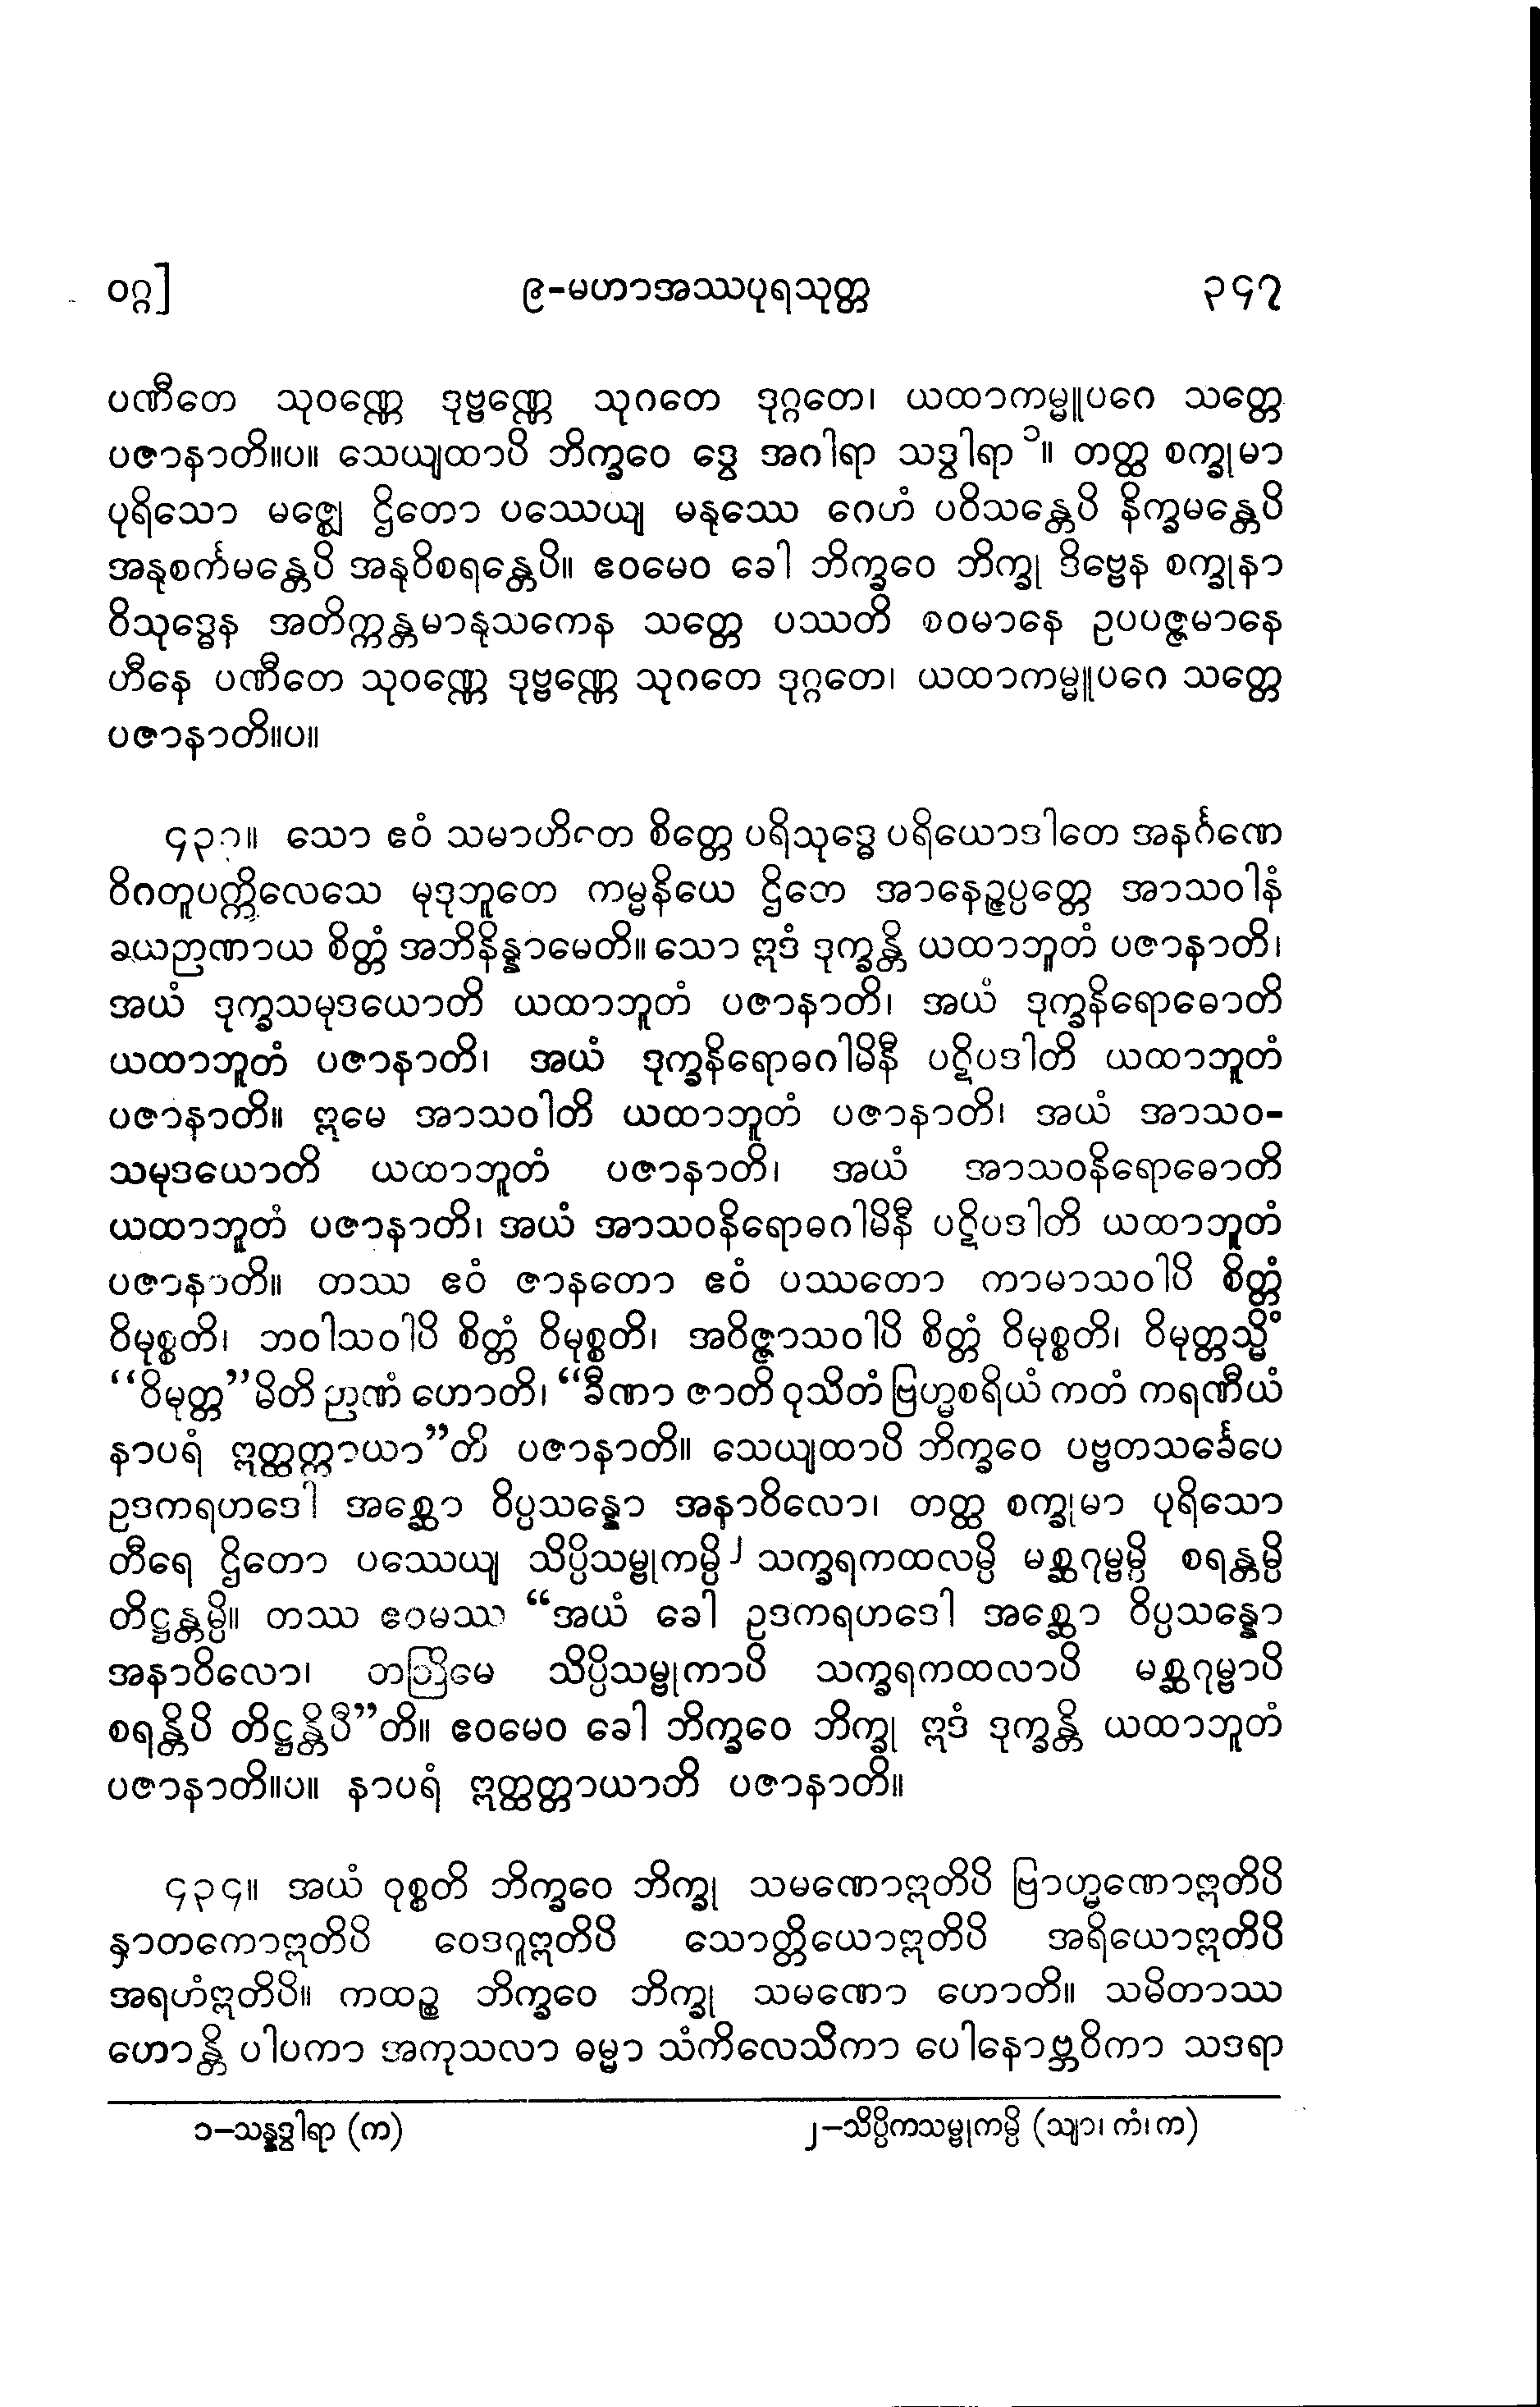 ဝဂ္ဂ] ၉-မဟာအဿပုရသုတ္တ ၃၄၇
ပဏီတေ သုဝဏ္ဏေ ဒုဗ္ဗဏ္ဏေ သုဂတေ ဒုဂ္ဂတေ၊ ယထာကမ္မူပဂေ သတ္တေ
ပဇာနာတိ။ပ။ သေယျထာပိ ဘိက္ခဝေ ဒွေ အဂါရာ သဒွါရာ ၁။ တတ္ထ စက္ခုမာ
ပုရိသော မဇ္ဈေ ဌိတော ပဿေယျ မနုဿေ ဂေဟံ ပဝိသန္တေပိ နိက္ခမန္တေပိ
အနုစင်္ကမန္တေပိ အနုဝိစရန္တေပိ။ ဧဝမေဝ ခေါ ဘိက္ခဝေ ဘိက္ခု ဒိဗ္ဗေန စက္ခုနာ
ဝိသုဒ္ဓေန အတိက္ကန္တမာနုသကေန သတ္တေ ပဿတိ စဝမာနေ ဥပပဇ္ဇမာနေ
ဟီနေ ပဏီတေ သုဝဏ္ဏေ ဒုဗ္ဗဏ္ဏေ သုဂတေ ဒုဂ္ဂတေ၊ ယထာကမ္မူပဂေ သတ္တေ
ပဇာနာတိ။ပ။
၄၃၃။ သော ဧဝံ သမာဟိတေ စိတ္တေ ပရိသုဒ္ဓေ ပရိယောဒါတေ အနင်္ဂဏေ
ဝိဂတူပက္ကိလေသေ မုဒုဘူတေ ကမ္မနိယေ ဌိတေ အာနေဉ္ဇပ္ပတ္တေ အာသဝါနံ
ခယဉာဏာယ စိတ္တံ အဘိနိန္နာမေတိ။ သော ဣဒံ ဒုက္ခန္တိ ယထာဘူတံ ပဇာနာတိ၊
အယံ ဒုက္ခသမုဒယောတိ ယထာဘူတံ ပဇာနာတိ၊ အယံ ဒုက္ခနိရောဓောတိ
ယထာဘူတံ ပဇာနာတိ၊ အယံ ဒုက္ခနိရောဓဂါမိနီ ပဋိပဒါတိ ယထာဘူတံ
ပဇာနာတိ။ ဣမေ အာသဝါတိ ယထာဘူတံ ပဇာနာတိ၊ အယံ အာသဝ-
သမုဒယောတိ ယထာဘူတံ ပဇာနာတိ၊ အယံ အာသဝနိရောဓောတိ
ယထာဘူတံ ပဇာနာတိ၊ အယံ အာသဝနိရောဓဂါမိနီ ပဋိပဒါတိ ယထာဘူတံ
ပဇာနာတိ။ တဿ ဧဝံ ဇာနတော ဧဝံ ပဿတော ကာမာသဝါပိ စိတ္တံ
ဝိမုစ္စတိ၊ ဘဝါသဝါပိ စိတ္တံ ဝိမုစ္စတိ၊ အဝိဇ္ဇာသဝါပိ စိတ္တံ ဝိမုစ္စတိ၊ ဝိမုတ္တသ္မိံ
“ဝိမုတ္တ”မိတိ ဉာဏံ ဟောတိ၊ “ခီဏာ ဇာတိ ဝုသိတံ ဗြဟ္မစရိယံ ကတံ ကရဏီယံ
နာပရံ ဣတ္ထတ္တာယာ”တိ ပဇာနာတိ။ သေယျထာပိ ဘိက္ခဝေ ပဗ္ဗတသင်္ခေပေ
ဥဒကရဟဒေါ အစ္ဆော ဝိပ္ပသန္နော အနာဝိလော၊ တတ္ထ စက္ခုမာ ပုရိသော
တီရေ ဌိတော ပဿေယျ သိပ္ပိသမ္ဗုကမ္ပိ ၂ သက္ခရကထလမ္ပိ မစ္ဆဂုမ္ဗမ္ပိ စရန္တမ္ပိ
တိဋ္ဌန္တမ္ပိ။ တဿ ဧဝမဿ “အယံ ခေါ ဥဒကရဟဒေါ အစ္ဆော ဝိပ္ပသန္နော
အနာဝိလော၊ တတြိမေ သိပ္ပိသမ္ဗုကာပိ သက္ခရကထလာပိ မစ္ဆဂုမ္ဗာပိ
စရန္တိပိ တိဋ္ဌန္တိပီ”တိ။ ဧဝမေဝ ခေါ ဘိက္ခဝေ ဘိက္ခု ဣဒံ ဒုက္ခန္တိ ယထာဘူတံ
ပဇာနာတိ။ပ။ နာပရံ ဣတ္ထတ္တာယာတိ ပဇာနာတိ။
၄၃၄။ အယံ ဝုစ္စတိ ဘိက္ခဝေ ဘိက္ခု သမဏောဣတိပိ ဗြာဟ္မဏောဣတိပိ
နှာတကောဣတိပိ ဝေဒဂူဣတိပိ သောတ္တိယောဣတိပိ အရိယောဣတိပိ
အရဟံဣတိပိ။ ကထဉ္စ ဘိက္ခဝေ ဘိက္ခု သမဏော ဟောတိ။ သမိတာဿ
ဟောန္တိ ပါပကာ အကုသလာ ဓမ္မာ သံကိလေသိကာ ပေါနောဗ္ဘဝိကာ သဒရာ
၁-သန္နဒွါရာ (က) ၂-သိပ္ပိကသမ္ဗုကမ္ပိ (သျာ၊ ကံ၊ က)